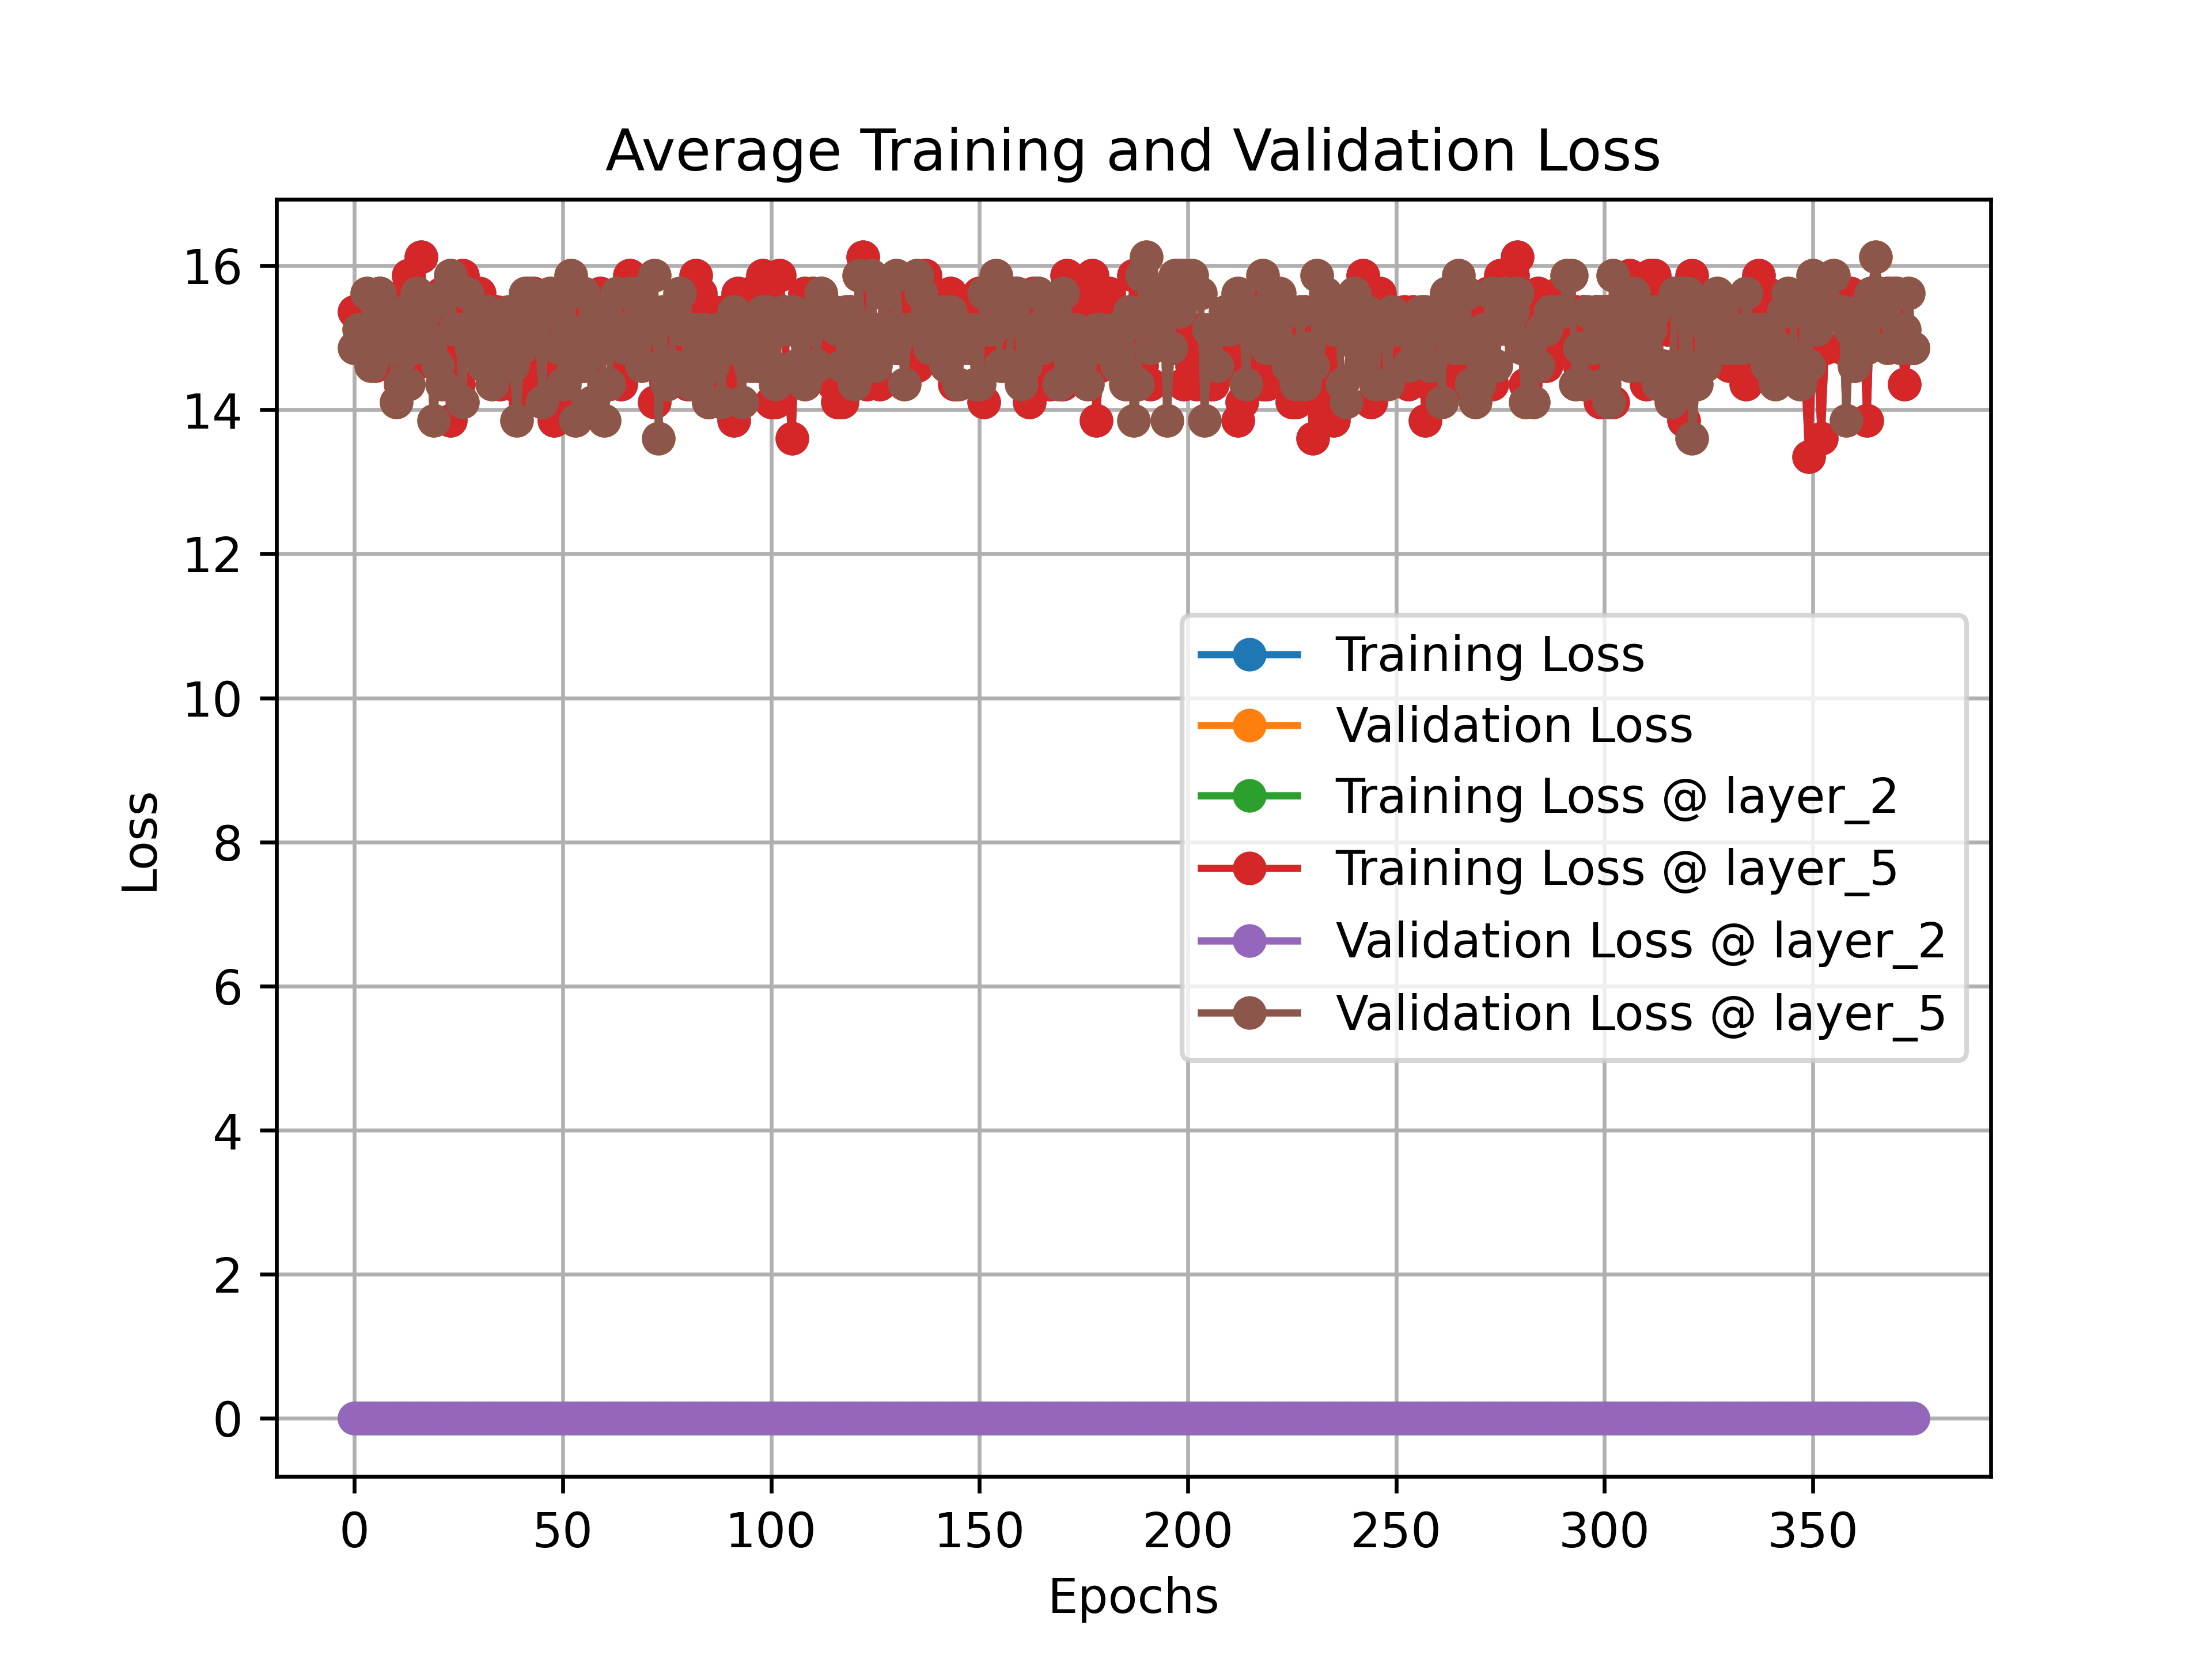 Average Training and Validation Loss
16
14
12
10
8
6
4
2
0
Loss
Training Loss
Validation Loss
Training Loss @ layer_2
Training Loss @ layer_5
Validation Loss @ layer_2
Validation Loss @ layer_5
0 50 100 150 200 250 300 350
Epochs